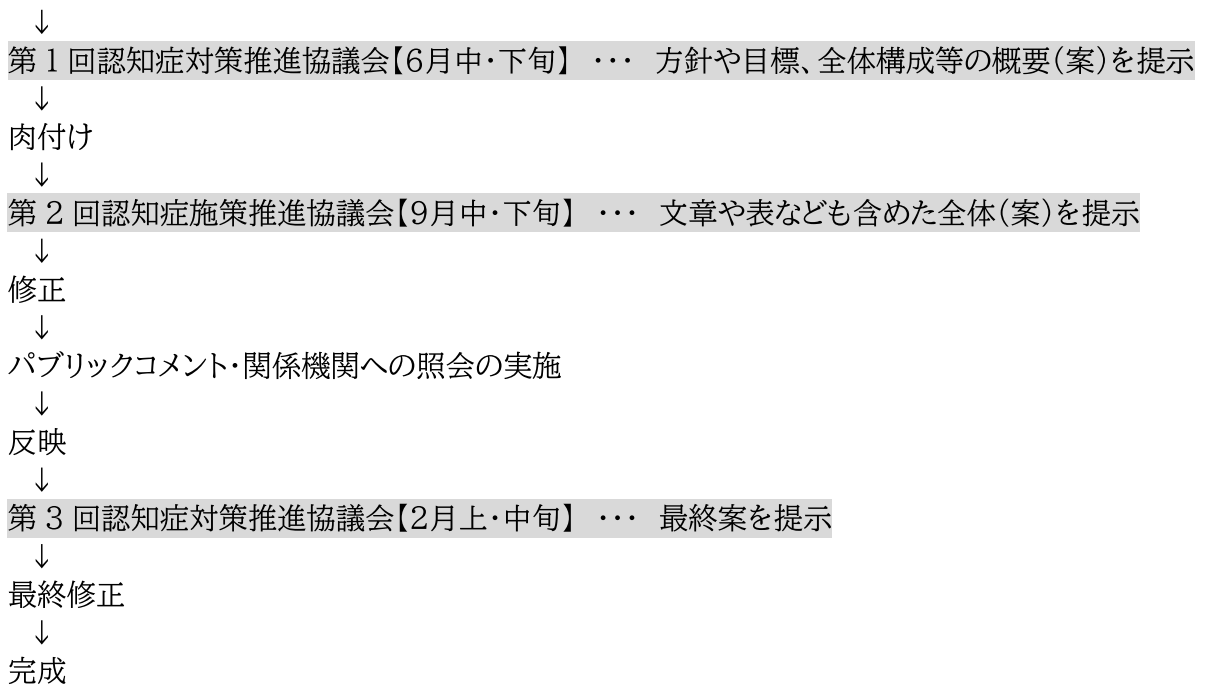 ↓
第1回認知症対策推進協議会【6月中・下旬】 ・・・ 方針や目標、全体構成等の概要(案)を提示
↓
肉付け
↓
第2回認知症施策推進協議会【9月中・下旬】 ・・・ 文章や表なども含めた全体(案)を提示
↓
修正
↓
パブリックコメント・関係機関への照会の実施
↓
反映
↓
第3回認知症対策推進協議会【2月上・中旬】 ・・・ 最終案を提示
↓
最終修正
↓
完成